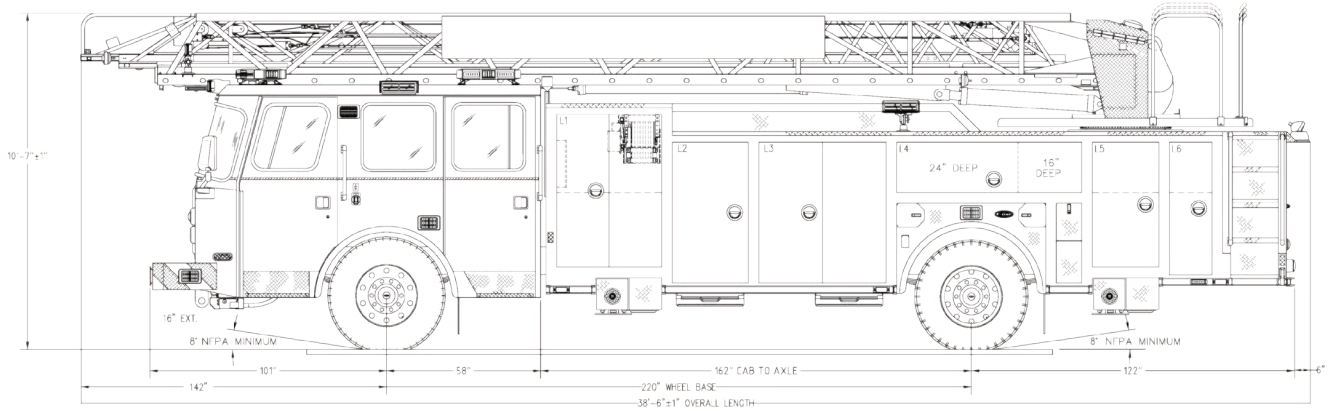 10'-7"±1"
L1
L2
L3
L4
24" DEEP
16"
DEEP
L5
L6
16" EXT.
8° NFPA MINIMUM
8° NFPA MINIMUM
101"
58"
162" CAB TO AXLE
122"
6"
142"
220" WHEEL BASE
38'-6"±1" OVERALL LENGTH